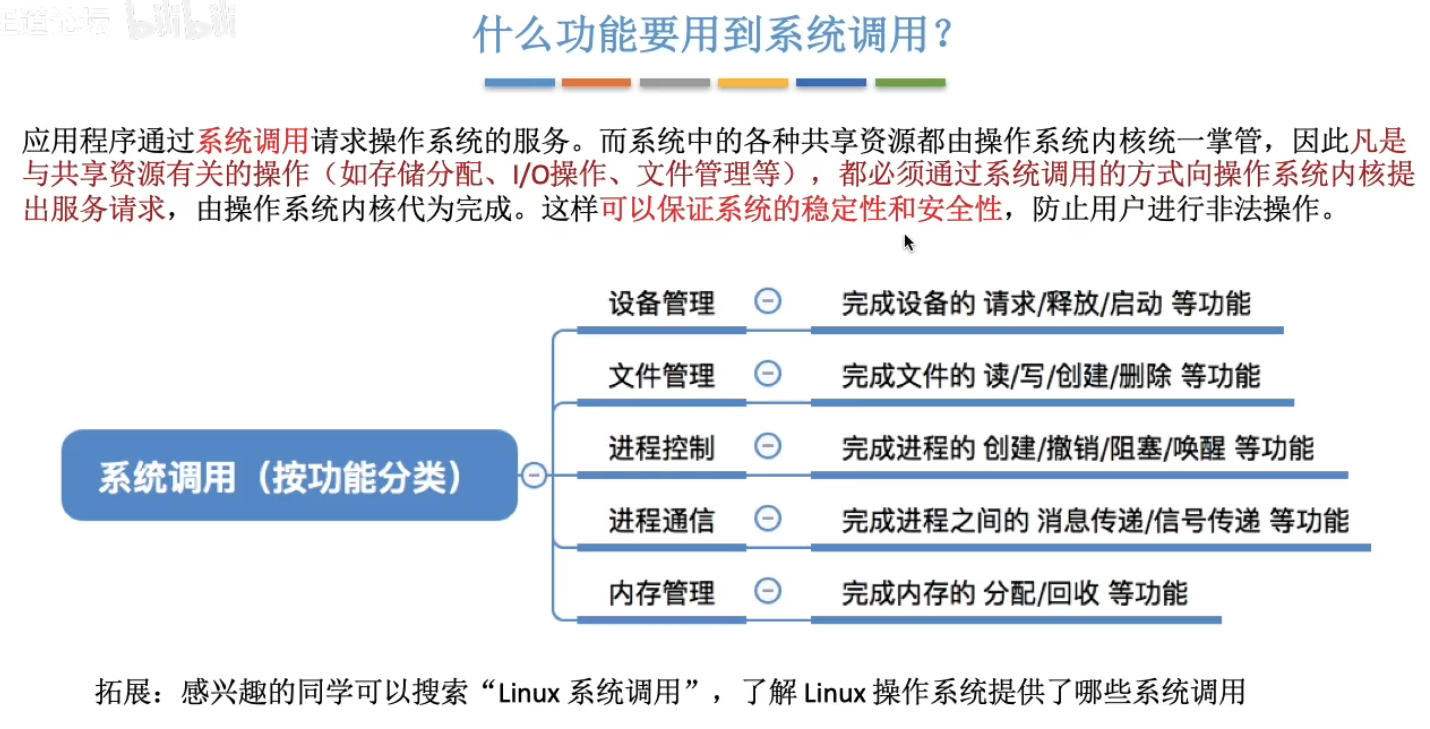 王道论坛 bilibili
什么功能要用到系统调用？
应用程序通过系统调用请求操作系统的服务。而系统中的各种共享资源都由操作系统内核统一掌管，因此凡是
与共享资源有关的操作（如存储分配、I/O操作、文件管理等），都必须通过系统调用的方式向操作系统内核提
出服务请求，由操作系统内核代为完成。这样可以保证系统的稳定性和安全性，防止用户进行非法操作。
设备管理 完成设备的 请求/释放/启动 等功能
文件管理 完成文件的 读/写/创建/删除 等功能
系统调用（按功能分类）
进程控制 完成进程的 创建/撤销/阻塞/唤醒 等功能
进程通信 完成进程之间的 消息传递/信号传递 等功能
内存管理 完成内存的 分配/回收 等功能
拓展：感兴趣的同学可以搜索“Linux 系统调用”，了解 Linux 操作系统提供了哪些系统调用